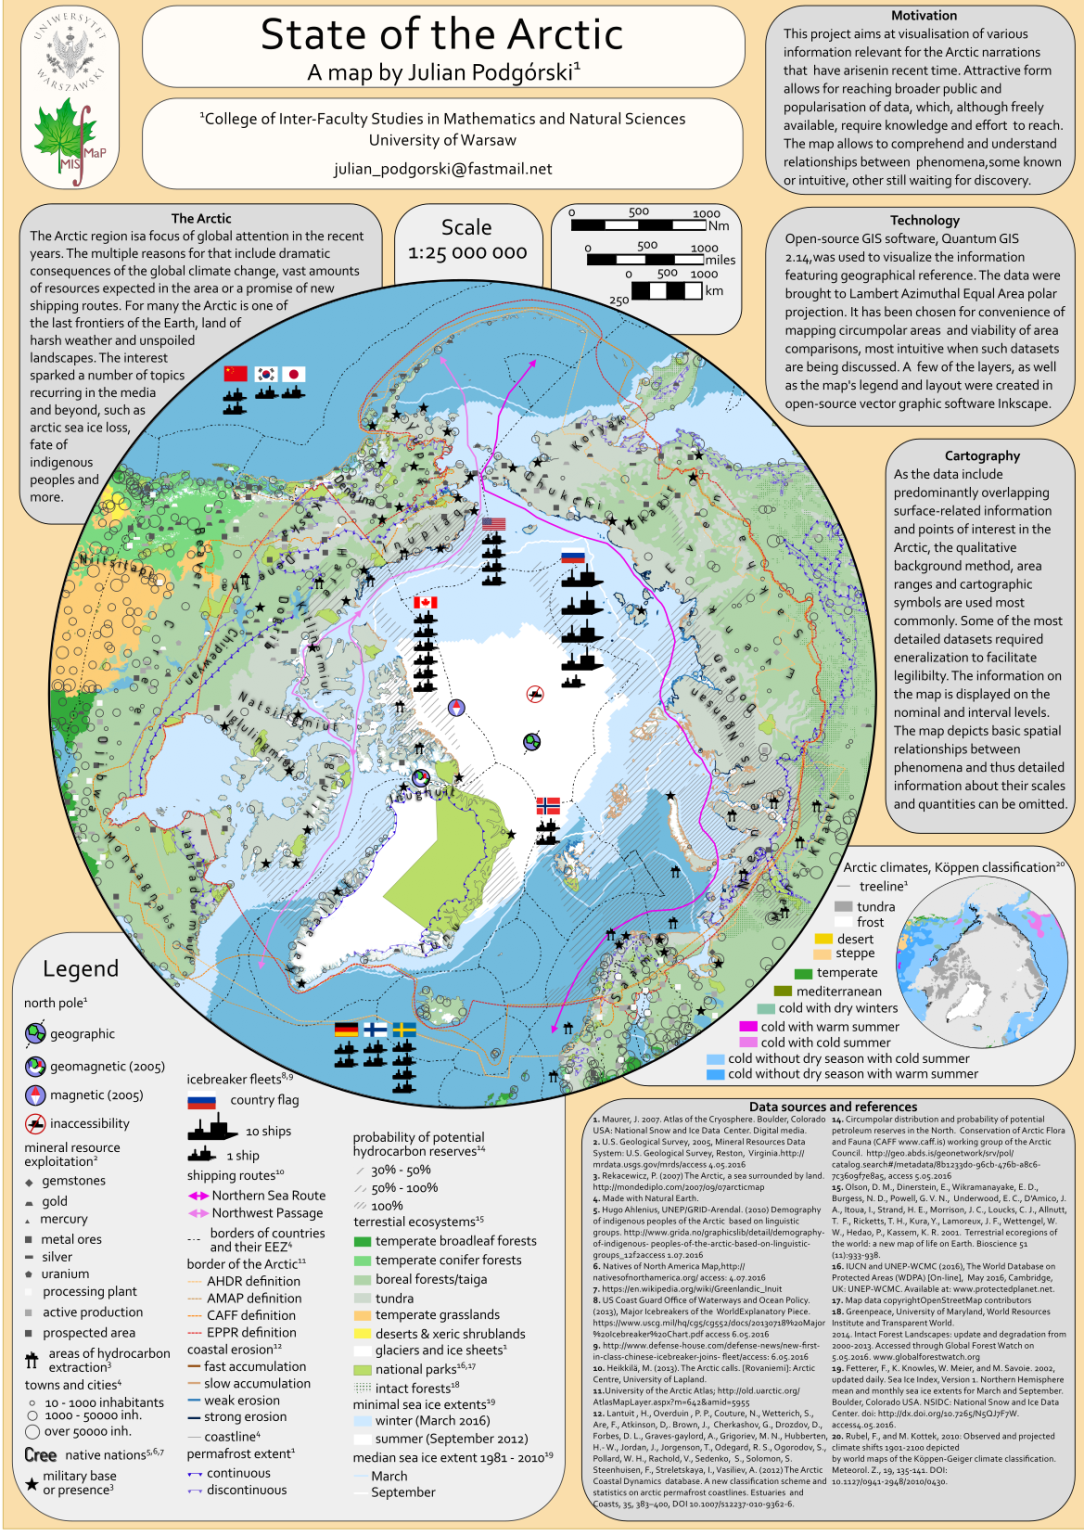 UNIWERSYTET
WARSZAWSKI
MISMaP
State of the Arctic
A map by Julian Podgórski¹
¹College of Inter-Faculty Studies in Mathematics and Natural Sciences
University of Warsaw
julian_podgorski@fastmail.net
Motivation
This project aims at visualisation of various
information relevant for the Arctic narrations
that have arisenin recent time. Attractive form
allows for reaching broader public and
popularisation of data, which, although freely
available, require knowledge and effort to reach.
The map allows to comprehend and understand
relationships between phenomena,some known
or intuitive, other still waiting for discovery.
The Arctic
The Arctic region isa focus of global attention in the recent
years. The multiple reasons for that include dramatic
consequences of the global climate change, vast amounts
of resources expected in the area or a promise of new
shipping routes. For many the Arctic is one of
the last frontiers of the Earth, land of
harsh weather and unspoiled
landscapes. The interest
sparked a number of topics
recurring in the media
and beyond, such as
arctic sea ice loss,
fate of
indigenous
peoples and
more.
Scale
1:25 000 000
0 500 1000
Nm
0 500 1000
miles
0 500 1000
250 km
Technology
Open-source GIS software, Quantum GIS
2.14,was used to visualize the information
featuring geographical reference. The data were
brought to Lambert Azimuthal Equal Area polar
projection. It has been chosen for convenience of
mapping circumpolar areas and viability of area
comparisons, most intuitive when such datasets
are being discussed. A few of the layers, as well
as the map's legend and layout were created in
open-source vector graphic software Inkscape.
Cartography
As the data include
predominantly overlapping
surface-related information
and points of interest in the
Arctic, the qualitative
background method, area
ranges and cartographic
symbols are used most
commonly. Some of the most
detailed datasets required
eneralization to facilitate
legilibilty. The information on
the map is displayed on the
nominal and interval levels.
The map depicts basic spatial
relationships between
phenomena and thus detailed
information about their scales
and quantities can be omitted.
Chukchi
Chipewyan
Natsilingmiut
Iglulingmiut
Nganasan
Khanty
Montagnais
Arctic climates, Köppen classification²⁰
treeline¹
tundra
frost
desert
steppe
temperate
mediterranean
cold with dry winters
cold with warm summer
cold with cold summer
cold without dry season with cold summer
cold without dry season with warm summer
Legend
north pole¹
geographic
geomagnetic (2005)
magnetic (2005)
inaccessibility
mineral resource
exploitation²
gemstones
gold
mercury
metal ores
silver
uranium
processing plant
active production
prospected area
areas of hydrocarbon
extraction³
towns and cities⁴
10 - 1000 inhabitants
1000 - 50000 inh.
over 50000 inh.
Cree native nations⁵,⁶,⁷
military base
or presence³
icebreaker fleets⁸,⁹
country flag
10 ships
1 ship
shipping routes¹⁰
Northern Sea Route
Northwest Passage
borders of countries
and their EEZ⁴
border of the Arctic¹¹
AHDR definition
AMAP definition
CAFF definition
EPPR definition
coastal erosion¹²
fast accumulation
slow accumulation
weak erosion
strong erosion
coastline⁴
permafrost extent¹
continuous
discontinuous
probability of potential
hydrocarbon reserves¹⁴
30% - 50%
50% - 100%
100%
terrestial ecosystems¹⁵
temperate broadleaf forests
temperate conifer forests
boreal forests/taiga
tundra
temperate grasslands
deserts & xeric shrublands
glaciers and ice sheets¹
national parks¹⁶,¹⁷
intact forests¹⁸
minimal sea ice extents¹⁹
winter (March 2016)
summer (September 2012)
median sea ice extent 1981 - 2010¹⁹
March
September
Data sources and references
1. Maurer, J. 2007. Atlas of the Cryosphere. Boulder, Colorado
USA: National Snow and Ice Data Center. Digital media.
2. U.S. Geological Survey, 2005, Mineral Resources Data
System: U.S. Geological Survey, Reston, Virginia.http://
mrdata.usgs.gov/mrds/access 4.05.2016
3. Rekacewicz, P. (2007) The Arctic, a sea surrounded by land.
http://mondediplo.com/2007/09/07arcticmap
4. Made with Natural Earth.
5. Hugo Ahlenius, UNEP/GRID-Arendal. (2010) Demography
of indigenous peoples of the Arctic based on linguistic
groups. http://www.grida.no/graphicslib/detail/demography-
of-indigenous- peoples-of-the-arctic-based-on-linguistic-
groups_12f2access 1.07.2016
6. Natives of North America Map,http://
nativesofnorthamerica.org/ access: 4.07.2016
7. https://en.wikipedia.org/wiki/Greenlandic_Inuit
8. US Coast Guard Office of Waterways and Ocean Policy.
(2013), Major Icebreakers of the WorldExplanatory Piece.
https://www.uscg.mil/hq/cg5/cg552/docs/20130718%20Major
%20Icebreaker%20Chart.pdf access 6.05.2016
9. http://www.defense-house.com/defense-news/new-first-
in-class-chinese-icebreaker-joins- fleet/access: 6.05.2016
10. Heikkilä, M. (2013). The Arctic calls. [Rovaniemi]: Arctic
Centre, University of Lapland.
11.University of the Arctic Atlas; http://old.uarctic.org/
AtlasMapLayer.aspx?m=642&amid=5955
12. Lantuit , H., Overduin , P. P., Couture, N., Wetterich, S.,
Are, F., Atkinson, D,. Brown, J., Cherkashov, G., Drozdov, D.,
Forbes, D. L., Graves-gaylord, A., Grigoriev, M. N., Hubberten,
H.-W., Jordan, J., Jorgenson, T., Odegard, R. S., Ogorodov, S.,
Pollard, W. H., Rachold, V., Sedenko, S., Solomon, S.
Steenhuisen, F., Streletskaja, I., Vasiliev, A. (2012) The Arctic
Coastal Dynamics database. A new classification scheme and
statistics on arctic permafrost coastlines. Estuaries and
Coasts, 35, 383–400, DOI 10.1007/s12237-010-9362-6.
14. Circumpolar distribution and probability of potential
petroleum reserves in the North. Conservation of Arctic Flora
and Fauna (CAFF www.caff.is) working group of the Arctic
Council. http://geo.abds.is/geonetwork/srv/pol/
catalog.search#/metadata/8b1233d0-96cb-476b-a8c6-
7c3609f7e8a5, access 5.05.2016
15. Olson, D. M., Dinerstein, E., Wikramanayake, E. D.,
Burgess, N. D., Powell, G. V. N., Underwood, E. C., D'Amico, J.
A., Itoua, I., Strand, H. E., Morrison, J. C., Loucks, C. J., Allnutt,
T. F., Ricketts, T. H., Kura, Y., Lamoreux, J. F., Wettengel, W.
W., Hedao, P., Kassem, K. R. 2001. Terrestrial ecoregions of
the world: a new map of life on Earth. Bioscience 51
(11):933-938.
16. IUCN and UNEP-WCMC (2016), The World Database on
Protected Areas (WDPA) [On-line], May 2016, Cambridge,
UK: UNEP-WCMC. Available at: www.protectedplanet.net.
17. Map data copyrightOpenStreetMap contributors
18. Greenpeace, University of Maryland, World Resources
Institute and Transparent World.
2014. Intact Forest Landscapes: update and degradation from
2000-2013. Accessed through Global Forest Watch on
5.05.2016. www.globalforestwatch.org
19. Fetterer, F., K. Knowles, W. Meier, and M. Savoie. 2002,
updated daily. Sea Ice Index, Version 1. Northern Hemisphere
mean and monthly sea ice extents for March and September.
Boulder, Colorado USA. NSIDC: National Snow and Ice Data
Center. doi: http://dx.doi.org/10.7265/N5QJ7F7W.
access4.05.2016.
20. Rubel, F., and M. Kottek, 2010: Observed and projected
climate shifts 1901-2100 depicted
by world maps of the Köppen-Geiger climate classification.
Meteorol. Z., 19, 135-141. DOI:
10.1127/0941-2948/2010/0430.